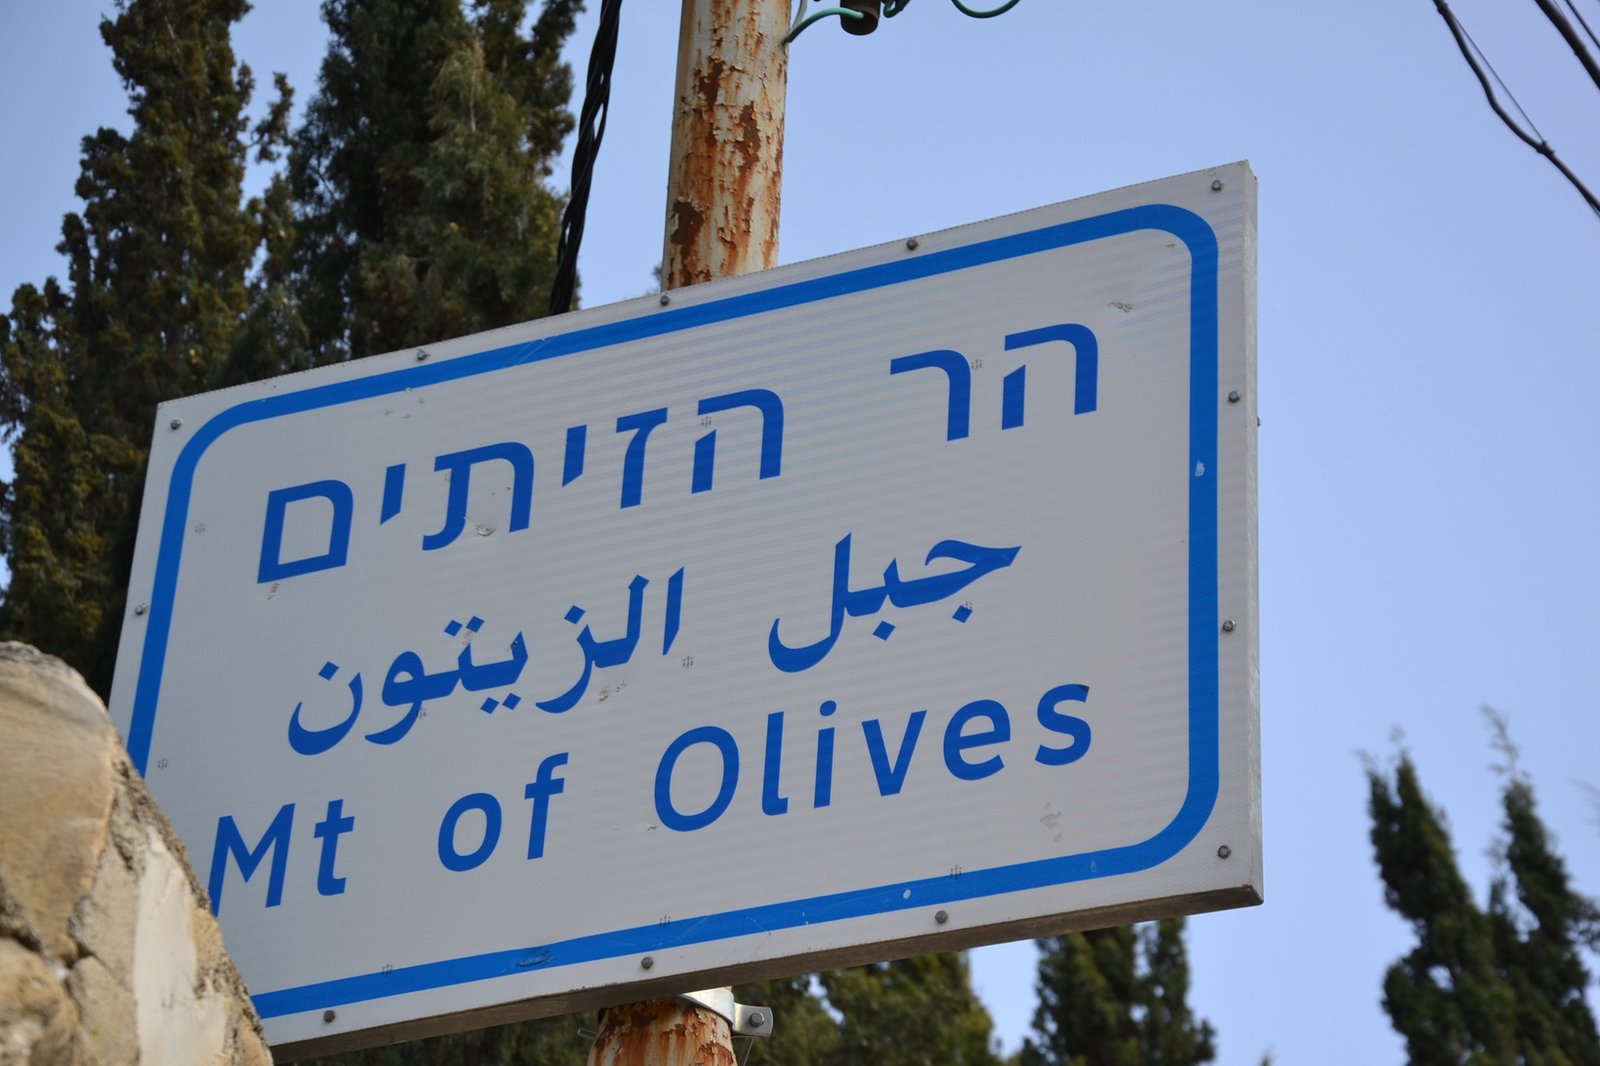 הר הזיתים
جبل الزيتون
Mt of Olives